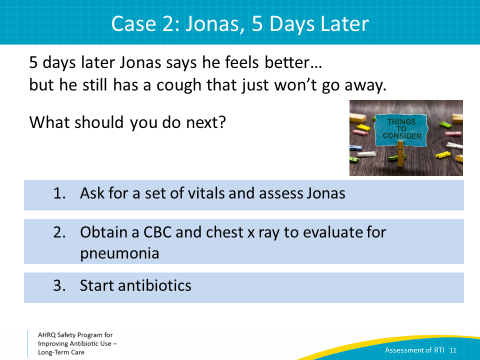 Case 2: Jonas, 5 Days Later
5 days later Jonas says he feels better…
but he still has a cough that just won’t go away.
What should you do next?
THINGS
TO
CONSIDER
1. Ask for a set of vitals and assess Jonas
2. Obtain a CBC and chest x ray to evaluate for
pneumonia
3. Start antibiotics
AHRQ Safety Program for
Improving Antibiotic Use –
Long-Term Care
Assessment of RTI 11